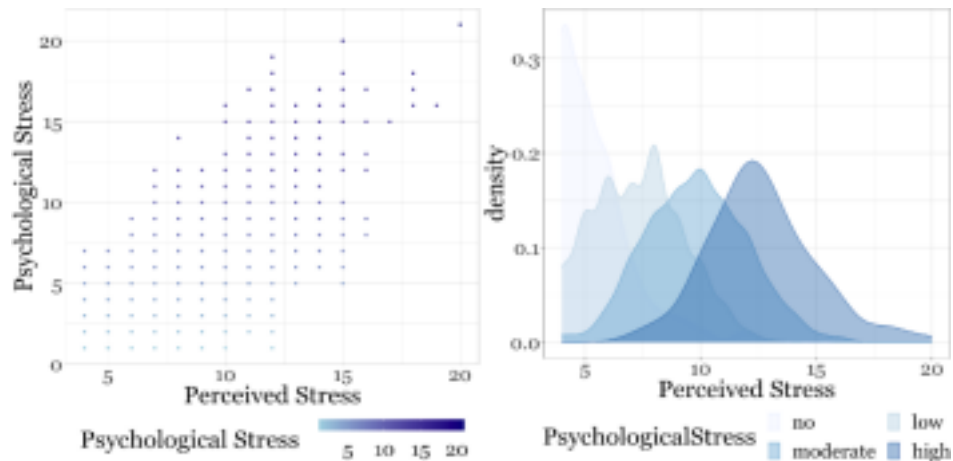 20
15
10
5
0
Psychological Stress
5
10
15
20
Perceived Stress
Psychological Stress
5 10 15 20
0.3
0.2
0.1
0.0
density
5
10
15
20
Perceived Stress
PsychologicalStress
no
low
moderate
high